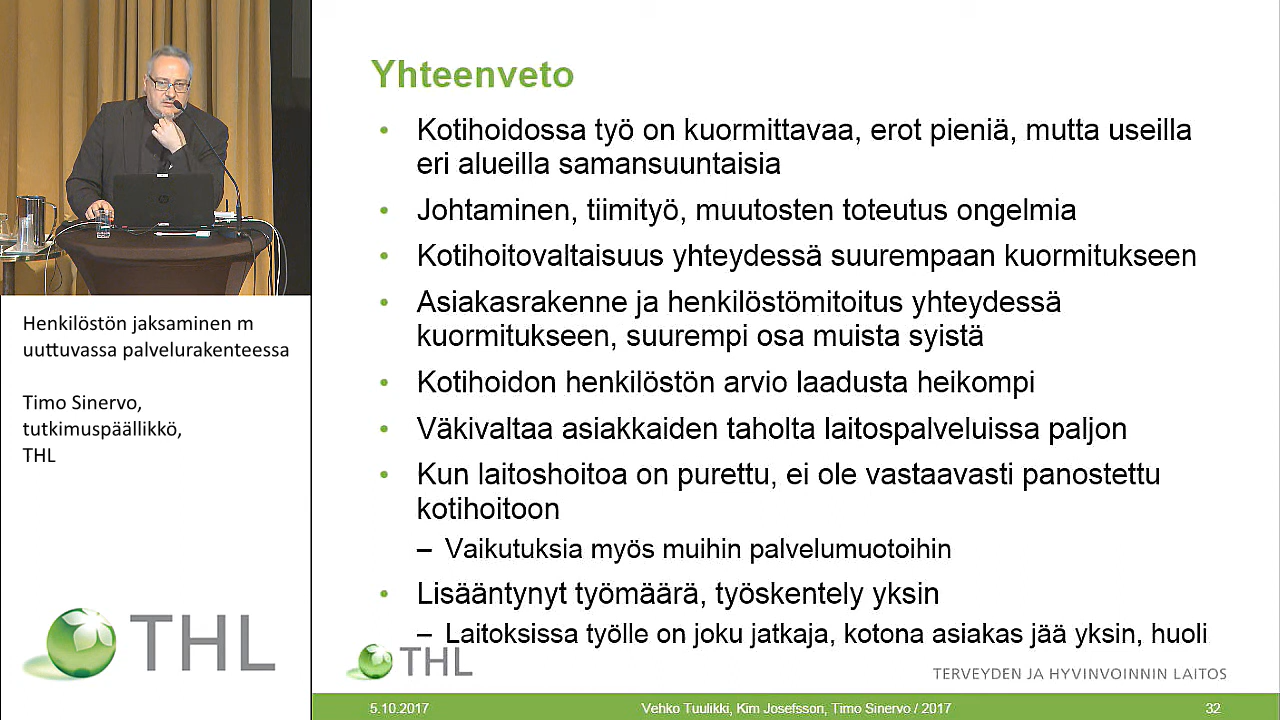 Henkilöstön jaksaminen m
uuttuvassa palvelurakenteessa
Timo Sinervo,
tutkimuspäällikkö,
THL
THL
Yhteenveto
• Kotihoidossa työ on kuormittavaa, erot pieniä, mutta useilla
eri alueilla samansuuntaisia
• Johtaminen, tiimityö, muutosten toteutus ongelmia
• Kotihoitovaltaisuus yhteydessä suurempaan kuormitukseen
• Asiakasrakenne ja henkilöstömitoitus yhteydessä
kuormitukseen, suurempi osa muista syistä
• Kotihoidon henkilöstön arvio laadusta heikompi
• Väkivaltaa asiakkaiden taholta laitospalveluissa paljon
• Kun laitoshoitoa on purettu, ei ole vastaavasti panostettu
kotihoitoon
– Vaikutuksia myös muihin palvelumuotoihin
• Lisääntynyt työmäärä, työskentely yksin
– Laitoksissa työlle on joku jatkaja, kotona asiakas jää yksin, huoli
THL
TERVEYDEN JA HYVINVOINNIN LAITOS
5.10.2017 Vehko Tuulikki, Kim Josefsson, Timo Sinervo / 2017 32